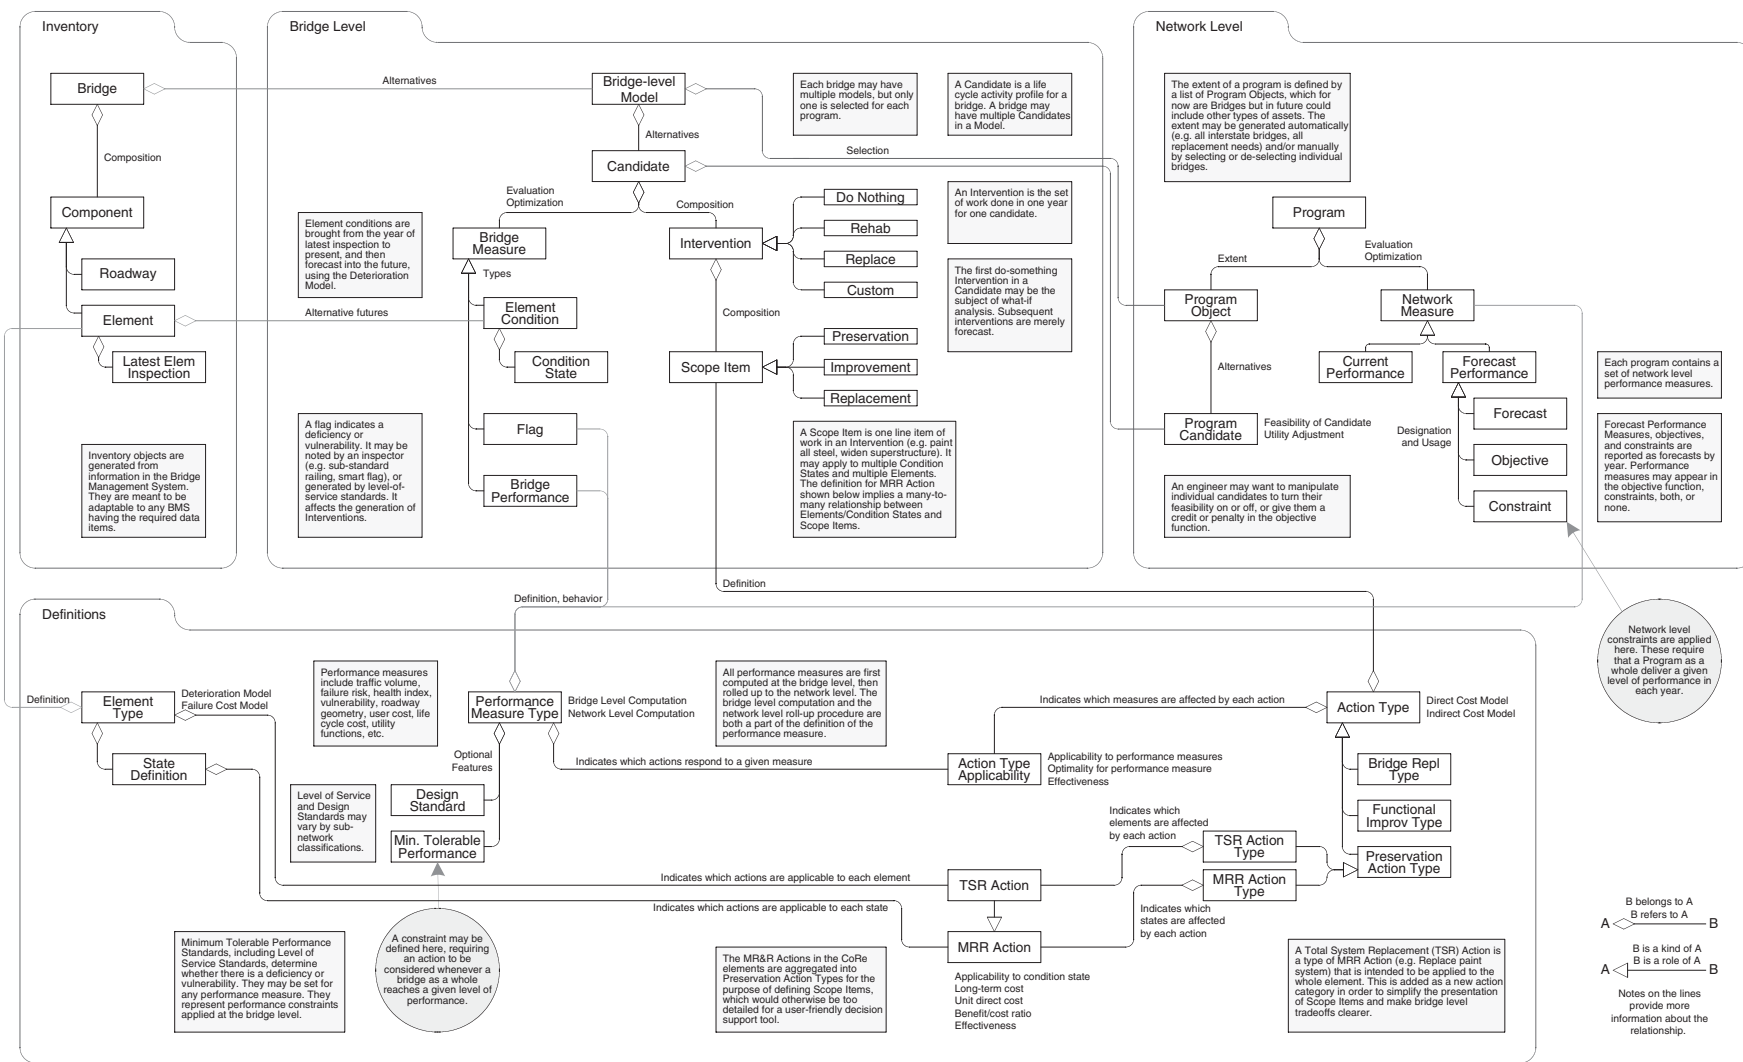 Inventory
Bridge
Composition
Component
Roadway
Element
Latest Elem
Inspection
Inventory objects are
generated from
information in the Bridge
Management System.
They are meant to be
adaptable to any BMS
having the required data
items.
Bridge Level
Alternatives
Bridge-level
Model
Alternatives
Each bridge may have
multiple models, but only
one is selected for each
program.
A Candidate is a life
cycle activity profile for a
bridge. A bridge may
have multiple Candidates
in a Model.
Selection
Candidate
Evaluation
Optimization
Composition
Element conditions are
brought from the year of
latest inspection to
present, and then
forecast into the future,
using the Deterioration
Model.
Bridge
Measure
Types
Intervention
Do Nothing
Rehab
Replace
Custom
An Intervention is the set
of work done in one year
for one candidate.
The first do-something
Intervention in a
Candidate may be the
subject of what-if
analysis. Subsequent
interventions are merely
forecast.
Alternative futures
Element
Condition
Condition
State
Composition
Scope Item
Preservation
Improvement
Replacement
A flag indicates a
deficiency or
vulnerability. It may be
noted by an inspector
(e.g. sub-standard
railing, smart flag), or
generated by level-of-
service standards. It
affects the generation of
Interventions.
Flag
Bridge
Performance
A Scope Item is one line item of
work in an Intervention (e.g. paint
all steel, widen superstructure). It
may apply to multiple Condition
States and multiple Elements.
The definition for MRR Action
shown below implies a many-to-
many relationship between
Elements/Condition States and
Scope Items.
Network Level
The extent of a program is defined by
a list of Program Objects, which for
now are Bridges but in future could
include other types of assets. The
extent may be generated automatically
(e.g. all interstate bridges, all
replacement needs) and/or manually
by selecting or de-selecting individual
bridges.
Program
Extent
Evaluation
Optimization
Program
Object
Network
Measure
Alternatives
Current
Performance
Forecast
Performance
Each program contains a
set of network level
performance measures.
Program
Candidate
Feasibility of Candidate
Utility Adjustment
Designation
and Usage
Forecast
Objective
Constraint
Forecast Performance
Measures, objectives,
and constraints are
reported as forecasts by
year. Performance
measures may appear in
the objective function,
constraints, both, or
none.
An engineer may want to manipulate
individual candidates to turn their
feasibility on or off, or give them a
credit or penalty in the objective
function.
Definition
Definition, behavior
Network level
constraints are applied
here. These require
that a Program as a
whole deliver a given
level of performance in
each year.
Definitions
Definition
Element
Type
Deterioration Model
Failure Cost Model
State
Definition
Performance measures
include traffic volume,
failure risk, health index,
vulnerability, roadway
geometry, user cost, life
cycle cost, utility
functions, etc.
Performance
Measure Type
Bridge Level Computation
Network Level Computation
All performance measures are first
computed at the bridge level, then
rolled up to the network level. The
bridge level computation and the
network level roll-up procedure are
both a part of the definition of the
performance measure.
Indicates which measures are affected by each action
Action Type
Direct Cost Model
Indirect Cost Model
Optional
Features
Indicates which actions respond to a given measure
Action Type
Applicability
Applicability to performance measures
Optimality for performance measure
Effectiveness
Bridge Repl
Type
Functional
Improv Type
Preservation
Action Type
Level of Service
and Design
Standards may
vary by sub-
network
classifications.
Design
Standard
Min. Tolerable
Performance
Indicates which
elements are affected
by each action
TSR Action
Type
MRR Action
Type
Indicates which actions are applicable to each element
TSR Action
Indicates which actions are applicable to each state
MRR Action
Indicates which
states are affected
by each action
Applicability to condition state
Long-term cost
Unit direct cost
Benefit/cost ratio
Effectiveness
Minimum Tolerable Performance
Standards, including Level of
Service Standards, determine
whether there is a deficiency or
vulnerability. They may be set for
any performance measure. They
represent performance constraints
applied at the bridge level.
A constraint may be
defined here, requiring
an action to be
considered whenever a
bridge as a whole
reaches a given level of
performance.
The MR&R Actions in the CoRe
elements are aggregated into
Preservation Action Types for the
purpose of defining Scope Items,
which would otherwise be too
detailed for a user-friendly decision
support tool.
A Total System Replacement (TSR) Action is
a type of MRR Action (e.g. Replace paint
system) that is intended to be applied to the
whole element. This is added as a new action
category in order to simplify the presentation
of Scope Items and make bridge level
tradeoffs clearer.
B belongs to A
B refers to A
A B
B is a kind of A
B is a role of A
A B
Notes on the lines
provide more
information about the
relationship.